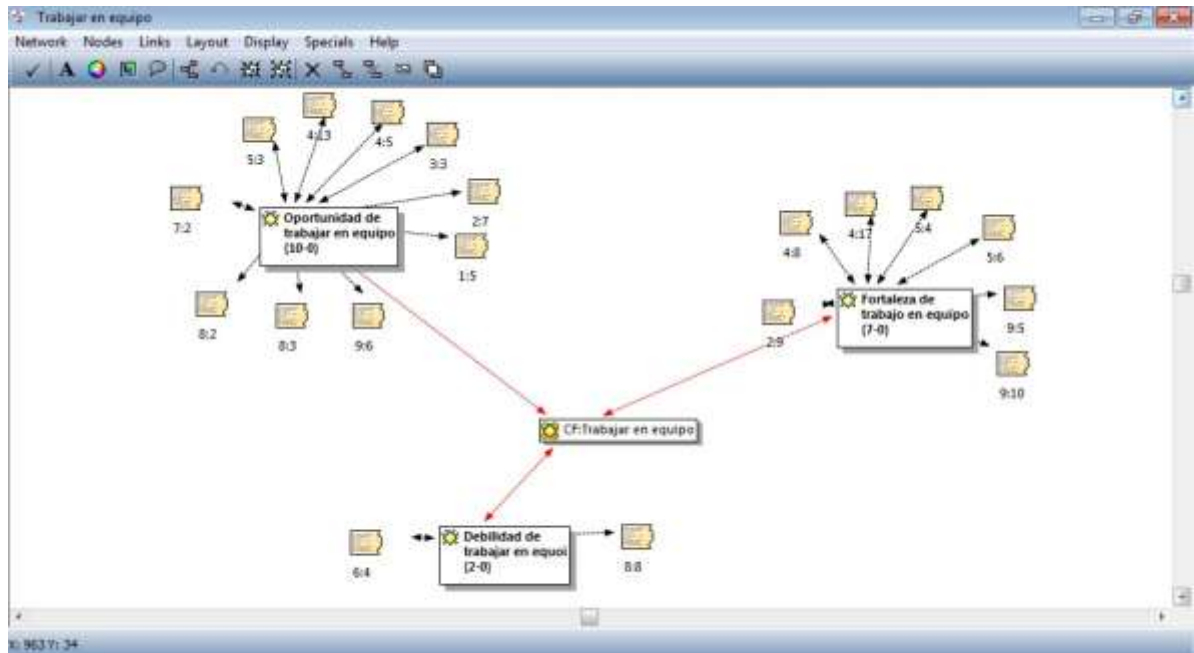 Trabajar en equipo
Network Nodes Links Layout Display Specials Help
A
4:13
4:5
5:3
3:3
7:2
2:7
Oportunidad de
trabajar en equipo
(10-0)
1:5
8:2
8:3
9:6
4:8
4:17
5:4
5:6
Fortaleza de
trabajo en equipo
(7-0)
2:9
9:5
9:10
CF:Trabajar en equipo
Debilidad de
trabajar en equoi
(2-0)
6:4
8:8
X: 963 Y: 34